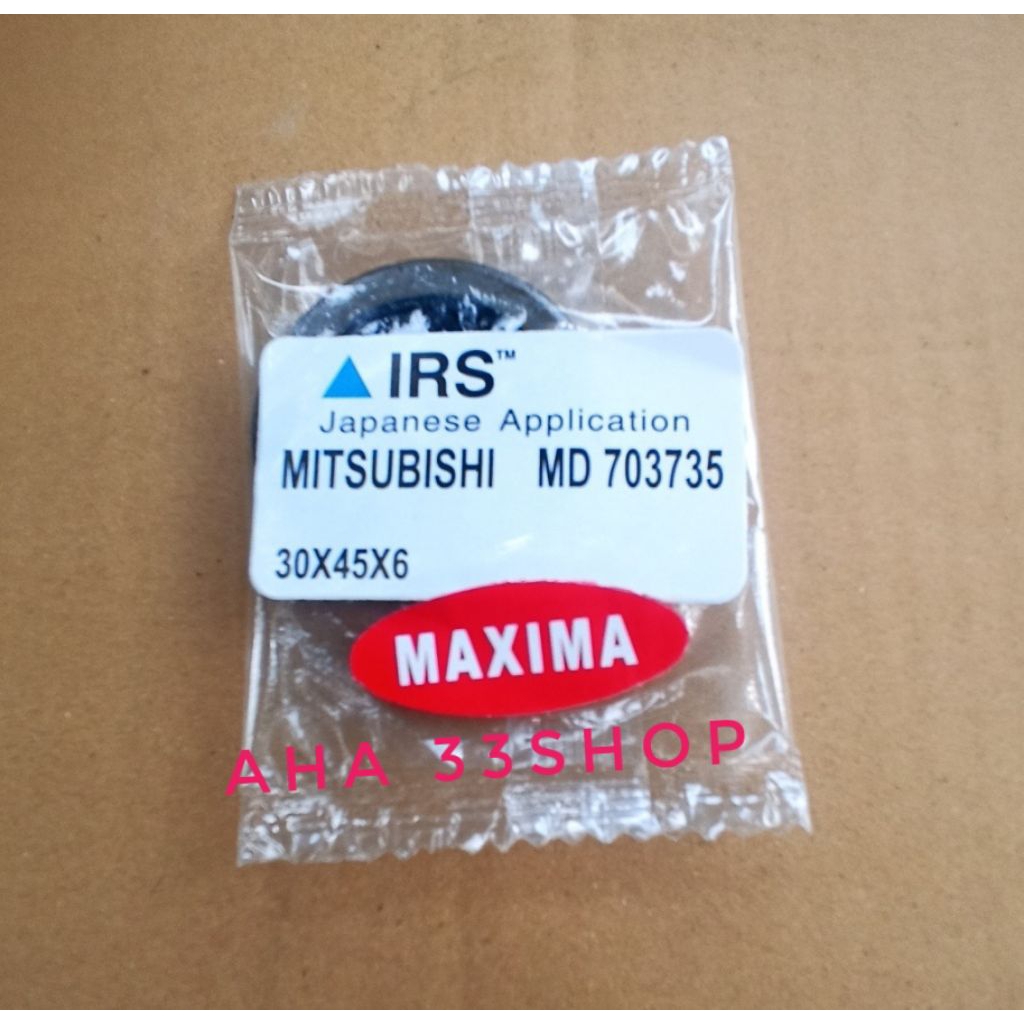 IRS™
Japanese Application
MITSUBISHI MD 703735
30X45X6
MAXIMA
AHA 33SHOP